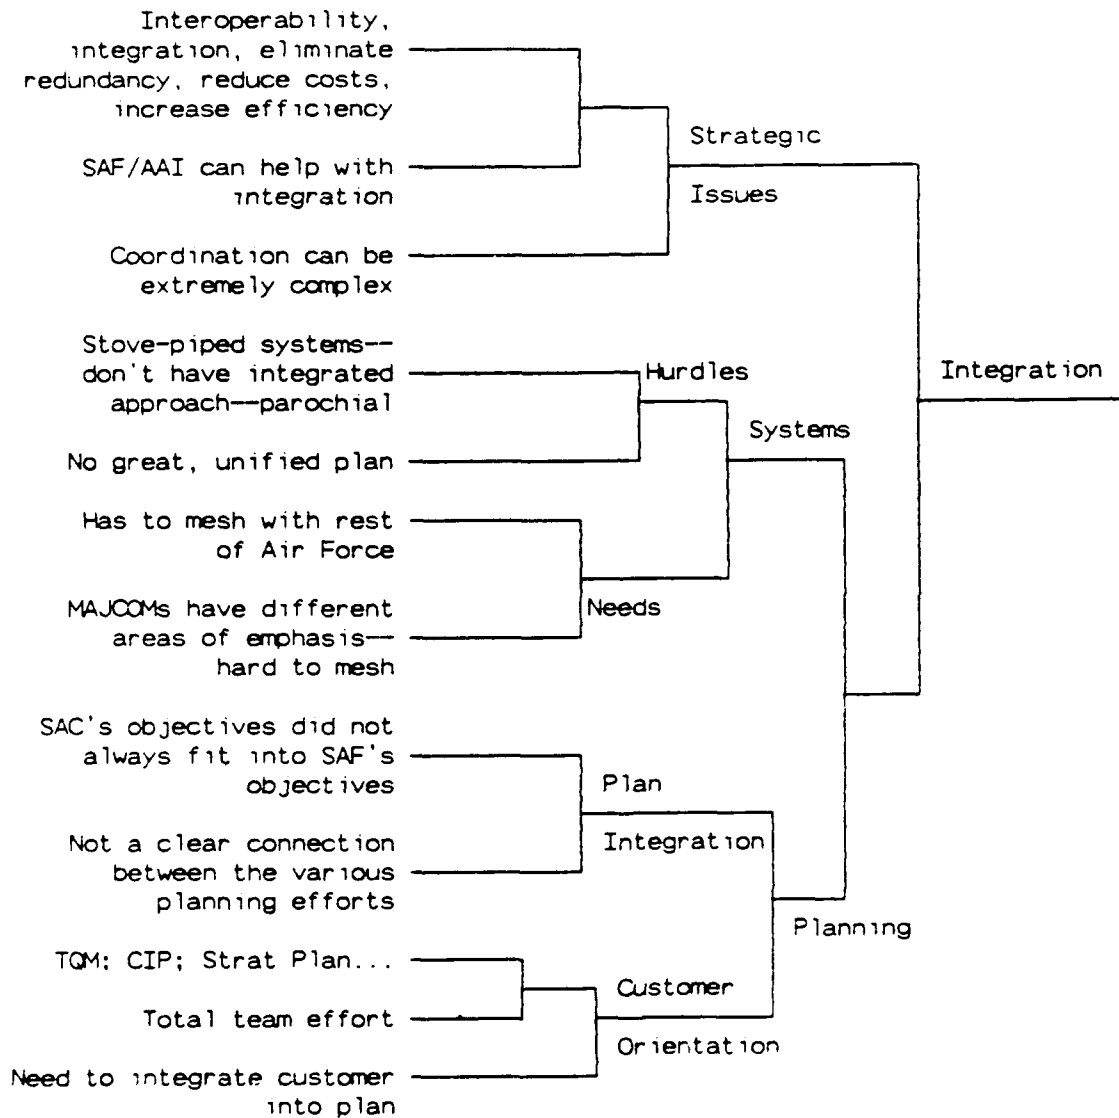 Interoperability,
integration, eliminate
redundancy, reduce costs,
increase efficiency
SAF/AAI can help with
integration
Coordination can be
extremely complex
Stove-piped systems--
don't have integrated
approach--parochial
No great, unified plan
Has to mesh with rest
of Air Force
MAJCOMs have different
areas of emphasis--
hard to mesh
SAC's objectives did not
always fit into SAF's
objectives
Not a clear connection
between the various
planning efforts
TQM; CIP; Strat Plan...
Total team effort
Need to integrate customer
into plan
Strategic
Issues
Hurdles
Systems
Needs
Plan
Integration
Customer
Orientation
Planning
Integration